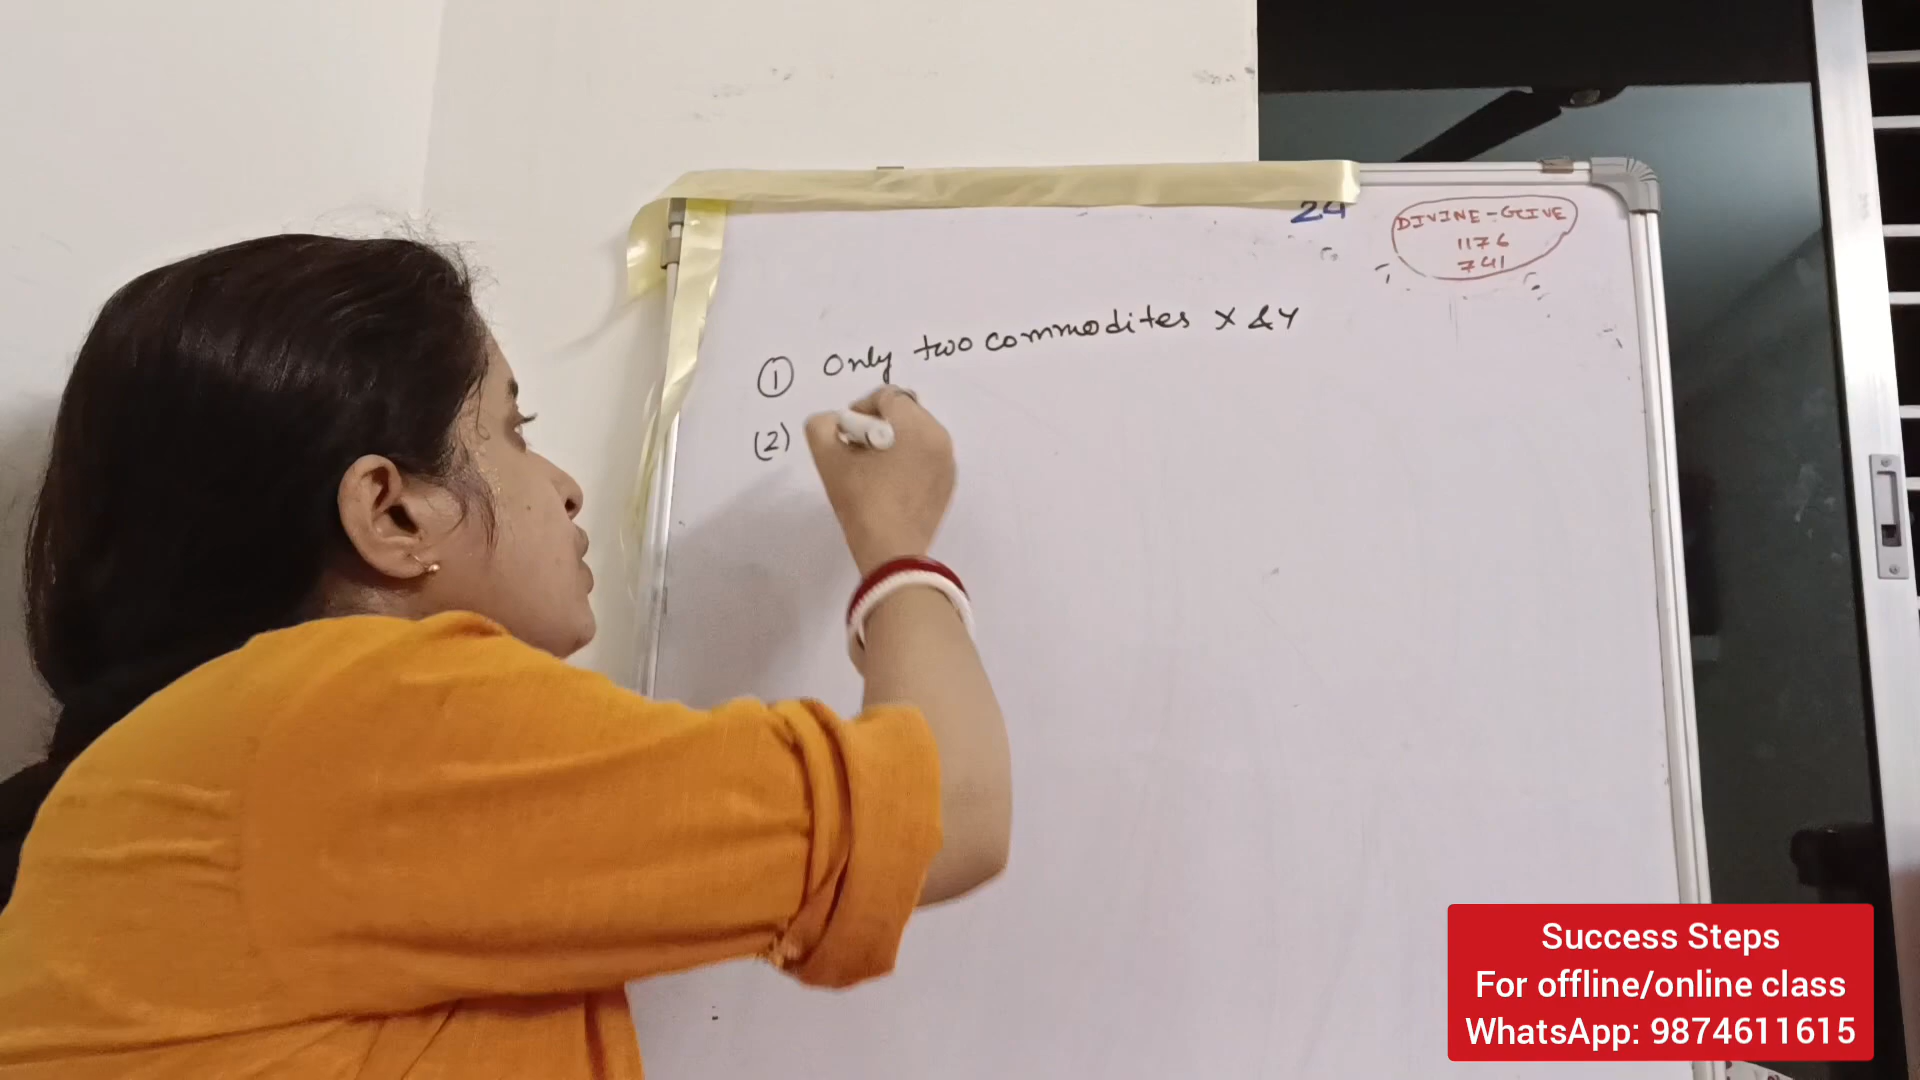 24
DIVINE-GIVE
1176
741
① Only two commodites X & Y
(2)
Success Steps
For offline/online class
WhatsApp: 9874611615